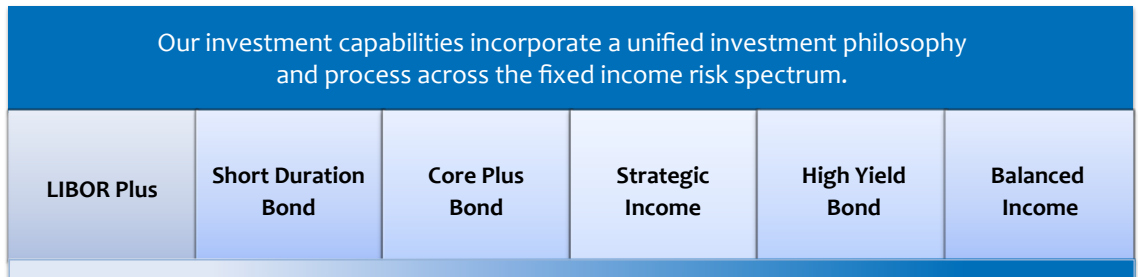 Our investment capabilities incorporate a unified investment philosophy
and process across the fixed income risk spectrum.
LIBOR Plus
Short Duration
Bond
Core Plus
Bond
Strategic
Income
High Yield
Bond
Balanced
Income